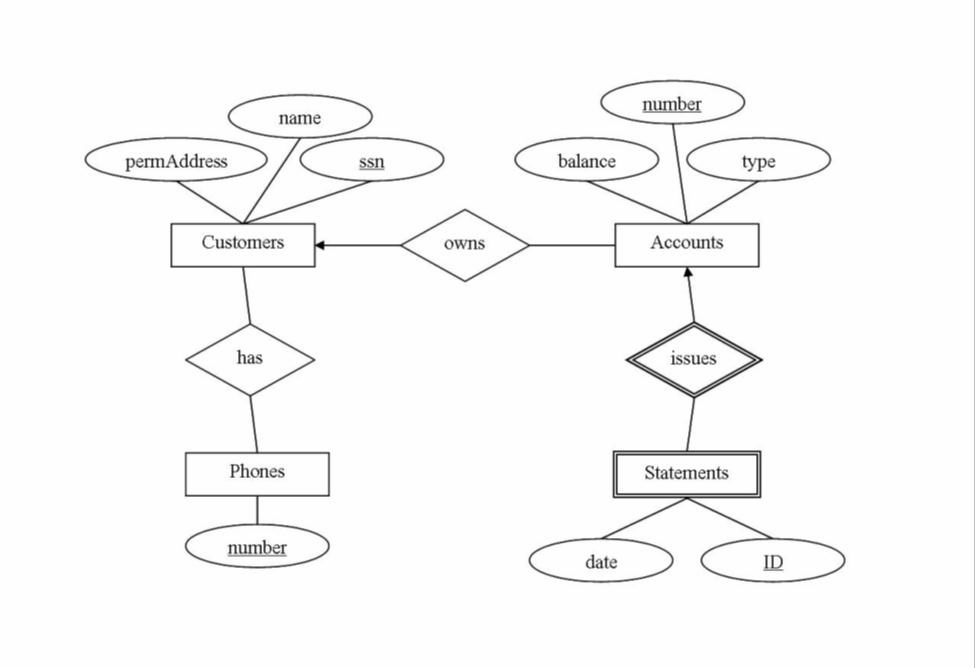 number
name
permAddress
ssn
balance
type
Customers
owns
Accounts
has
issues
Phones
Statements
number
date
ID